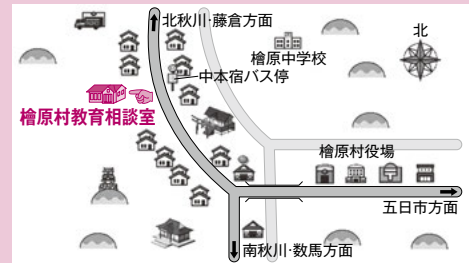 北秋川・藤倉方面
北
檜原中学校
中本宿バス停
檜原村教育相談室
檜原村役場
五日市方面
南秋川・数馬方面